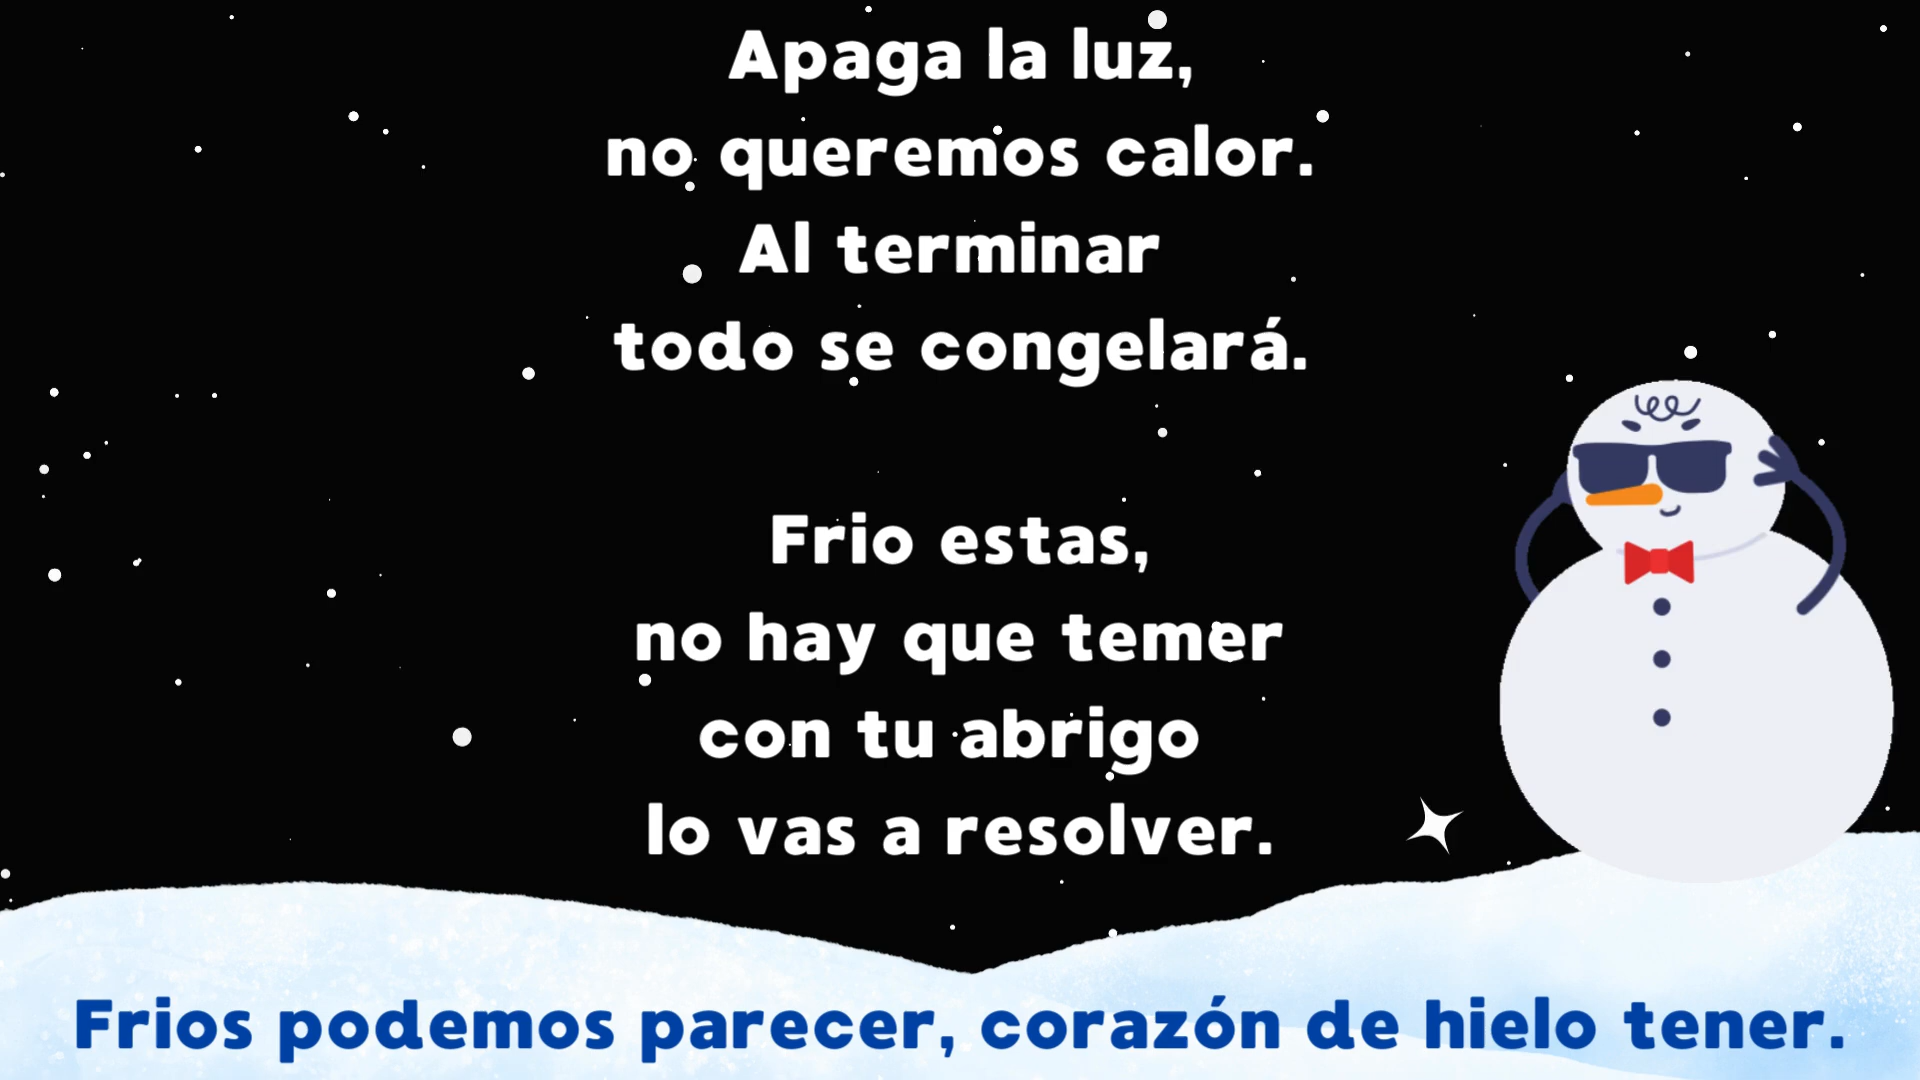 Apaga la luz,
no queremos calor.
Al terminar
todo se congelará.
Frio estas,
no hay que temer
con tu abrigo
lo vas a resolver.
Frios podemos parecer, corazón de hielo tener.